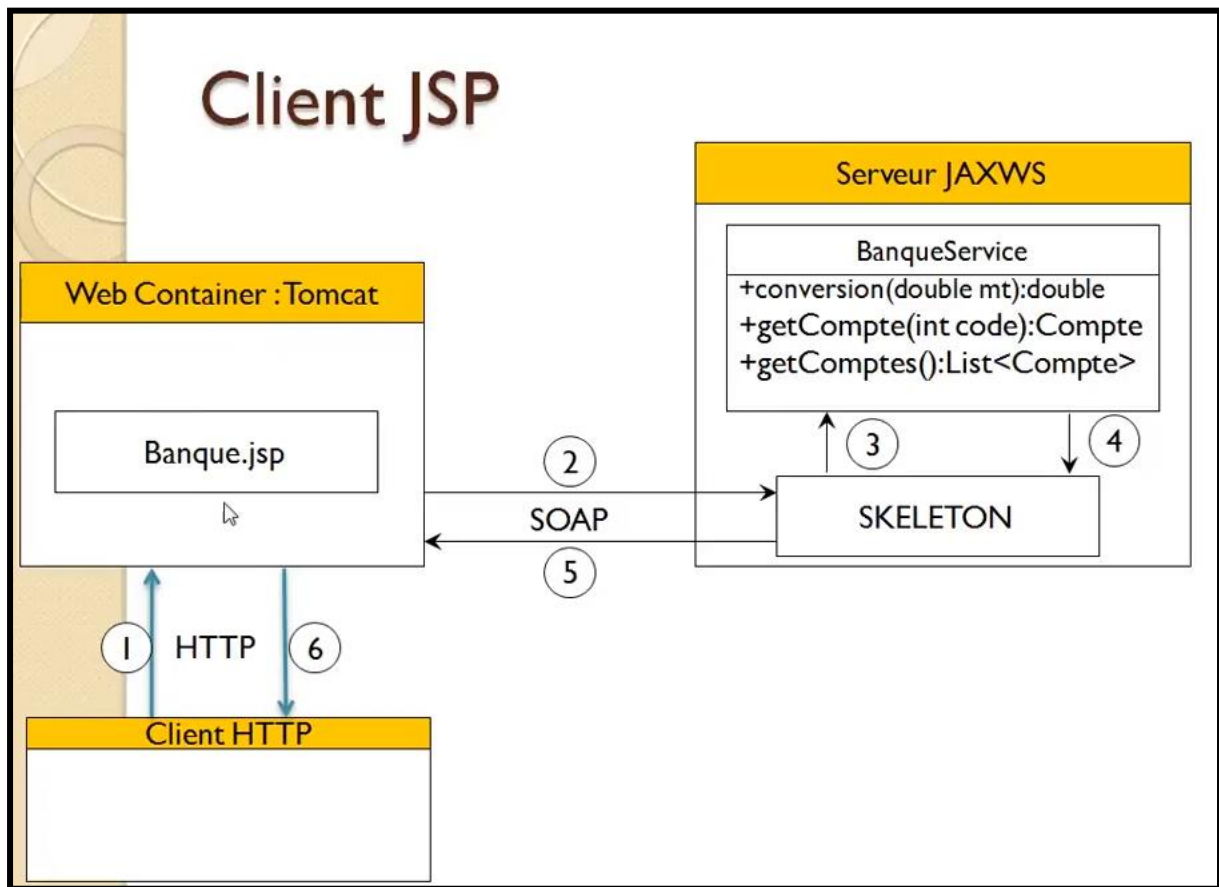 Client JSP
Serveur JAXWS
BanqueService
+conversion(double mt):double
+getCompte(int code):Compte
+getComptes():List<Compte>
Web Container : Tomcat
Banque.jsp
2
3
4
SOAP
SKELETON
5
1
HTTP
6
Client HTTP